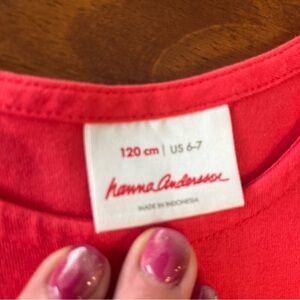 120 cm | US 6-7
hanna Andersson
MADE IN INDONESIA